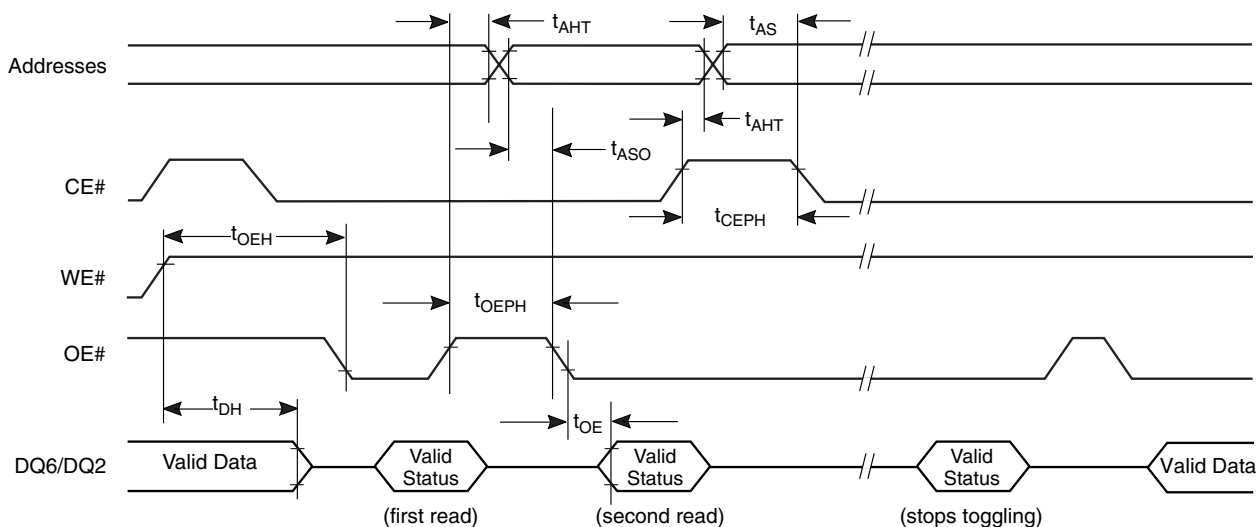 tAHT
tAS
Addresses
tAHT
tASO
CE#
tCEPH
tOEH
WE#
tOEPH
OE#
tDH
tOE
DQ6/DQ2
Valid Data
Valid
Status
Valid
Status
Valid
Status
Valid Data
(first read)
(second read)
(stops toggling)